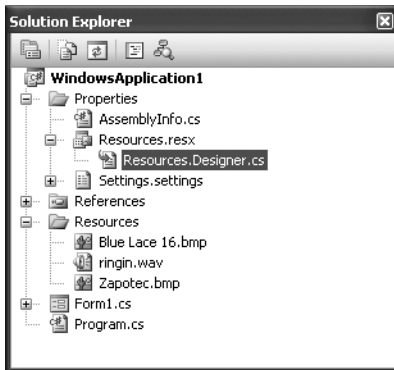 Solution Explorer
WindowsApplication1
Properties
AssemblyInfo.cs
Resources.resx
Resources.Designer.cs
Settings.settings
References
Resources
Blue Lace 16.bmp
ringin.wav
Zapotec.bmp
Form1.cs
Program.cs